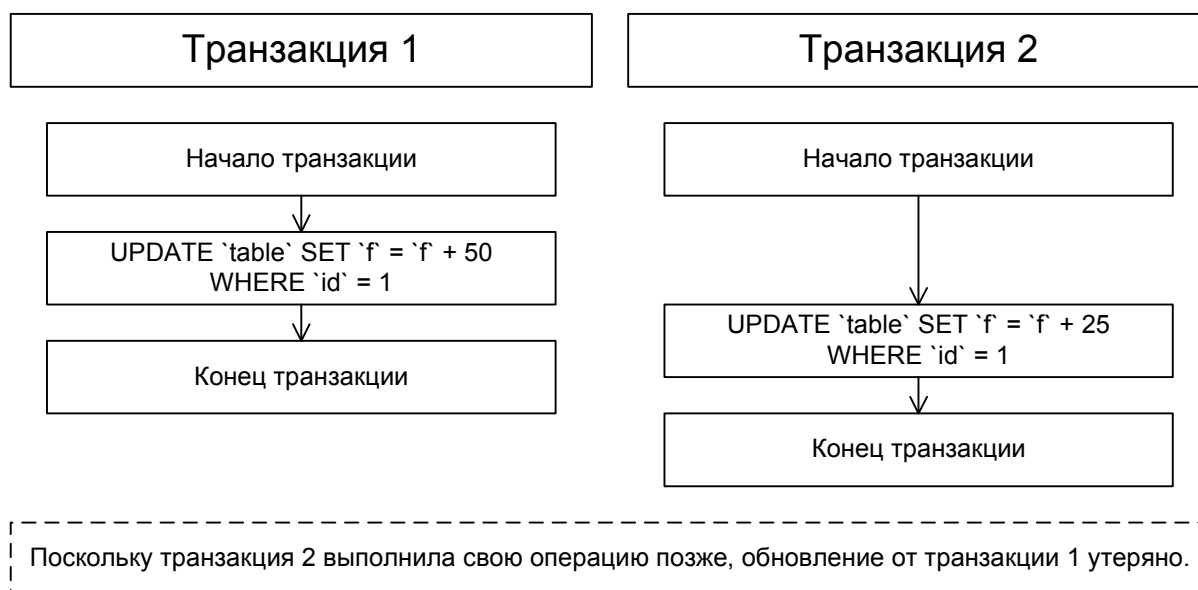 Транзакция 1
Начало транзакции
UPDATE `table` SET `f` = `f` + 50
WHERE `id` = 1
Конец транзакции
Транзакция 2
Начало транзакции
UPDATE `table` SET `f` = `f` + 25
WHERE `id` = 1
Конец транзакции
Поскольку транзакция 2 выполнила свою операцию позже, обновление от транзакции 1 утеряно.